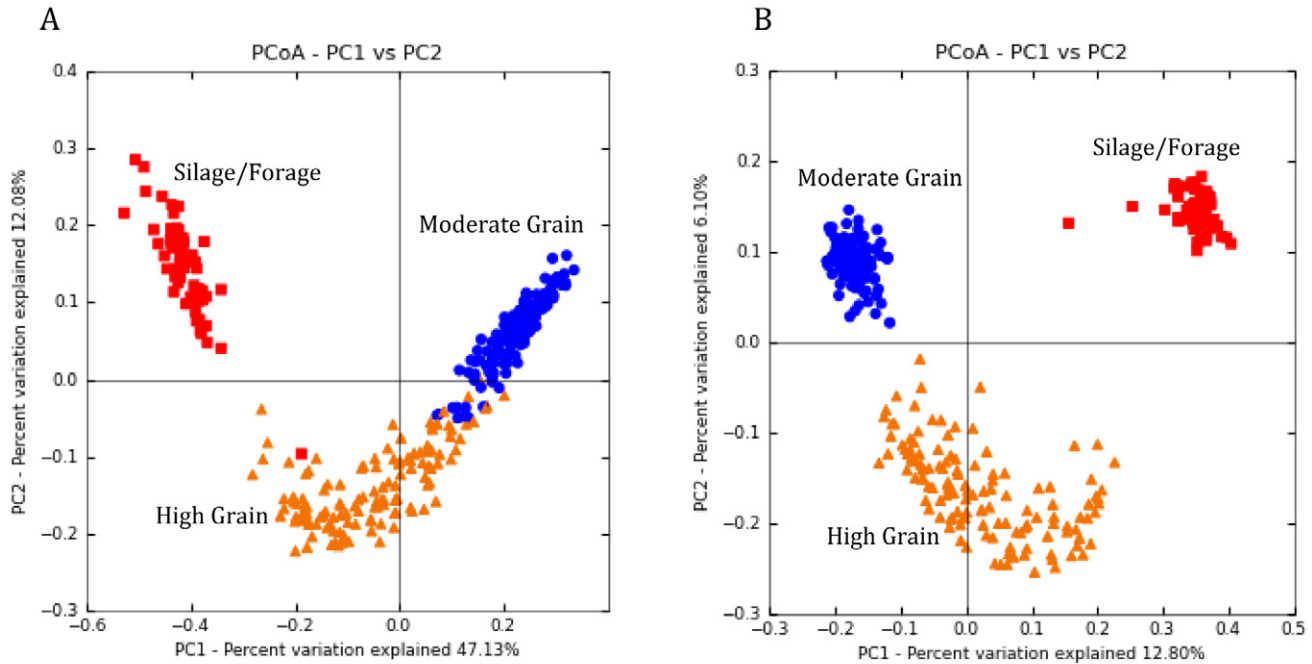 A
PCoA - PC1 vs PC2
0.4
0.3
0.2
0.1
0.0
−0.1
−0.2
−0.3
PC2 - Percent variation explained 12.08%
Silage/Forage
Moderate Grain
High Grain
−0.6
−0.4
−0.2
0.0
0.2
PC1 - Percent variation explained 47.13%
B
PCoA - PC1 vs PC2
0.3
0.2
0.1
0.0
−0.1
−0.2
−0.3
PC2 - Percent variation explained 6.10%
Silage/Forage
Moderate Grain
High Grain
−0.3
−0.2
−0.1
0.0
0.1
0.2
0.3
0.4
0.5
PC1 - Percent variation explained 12.80%